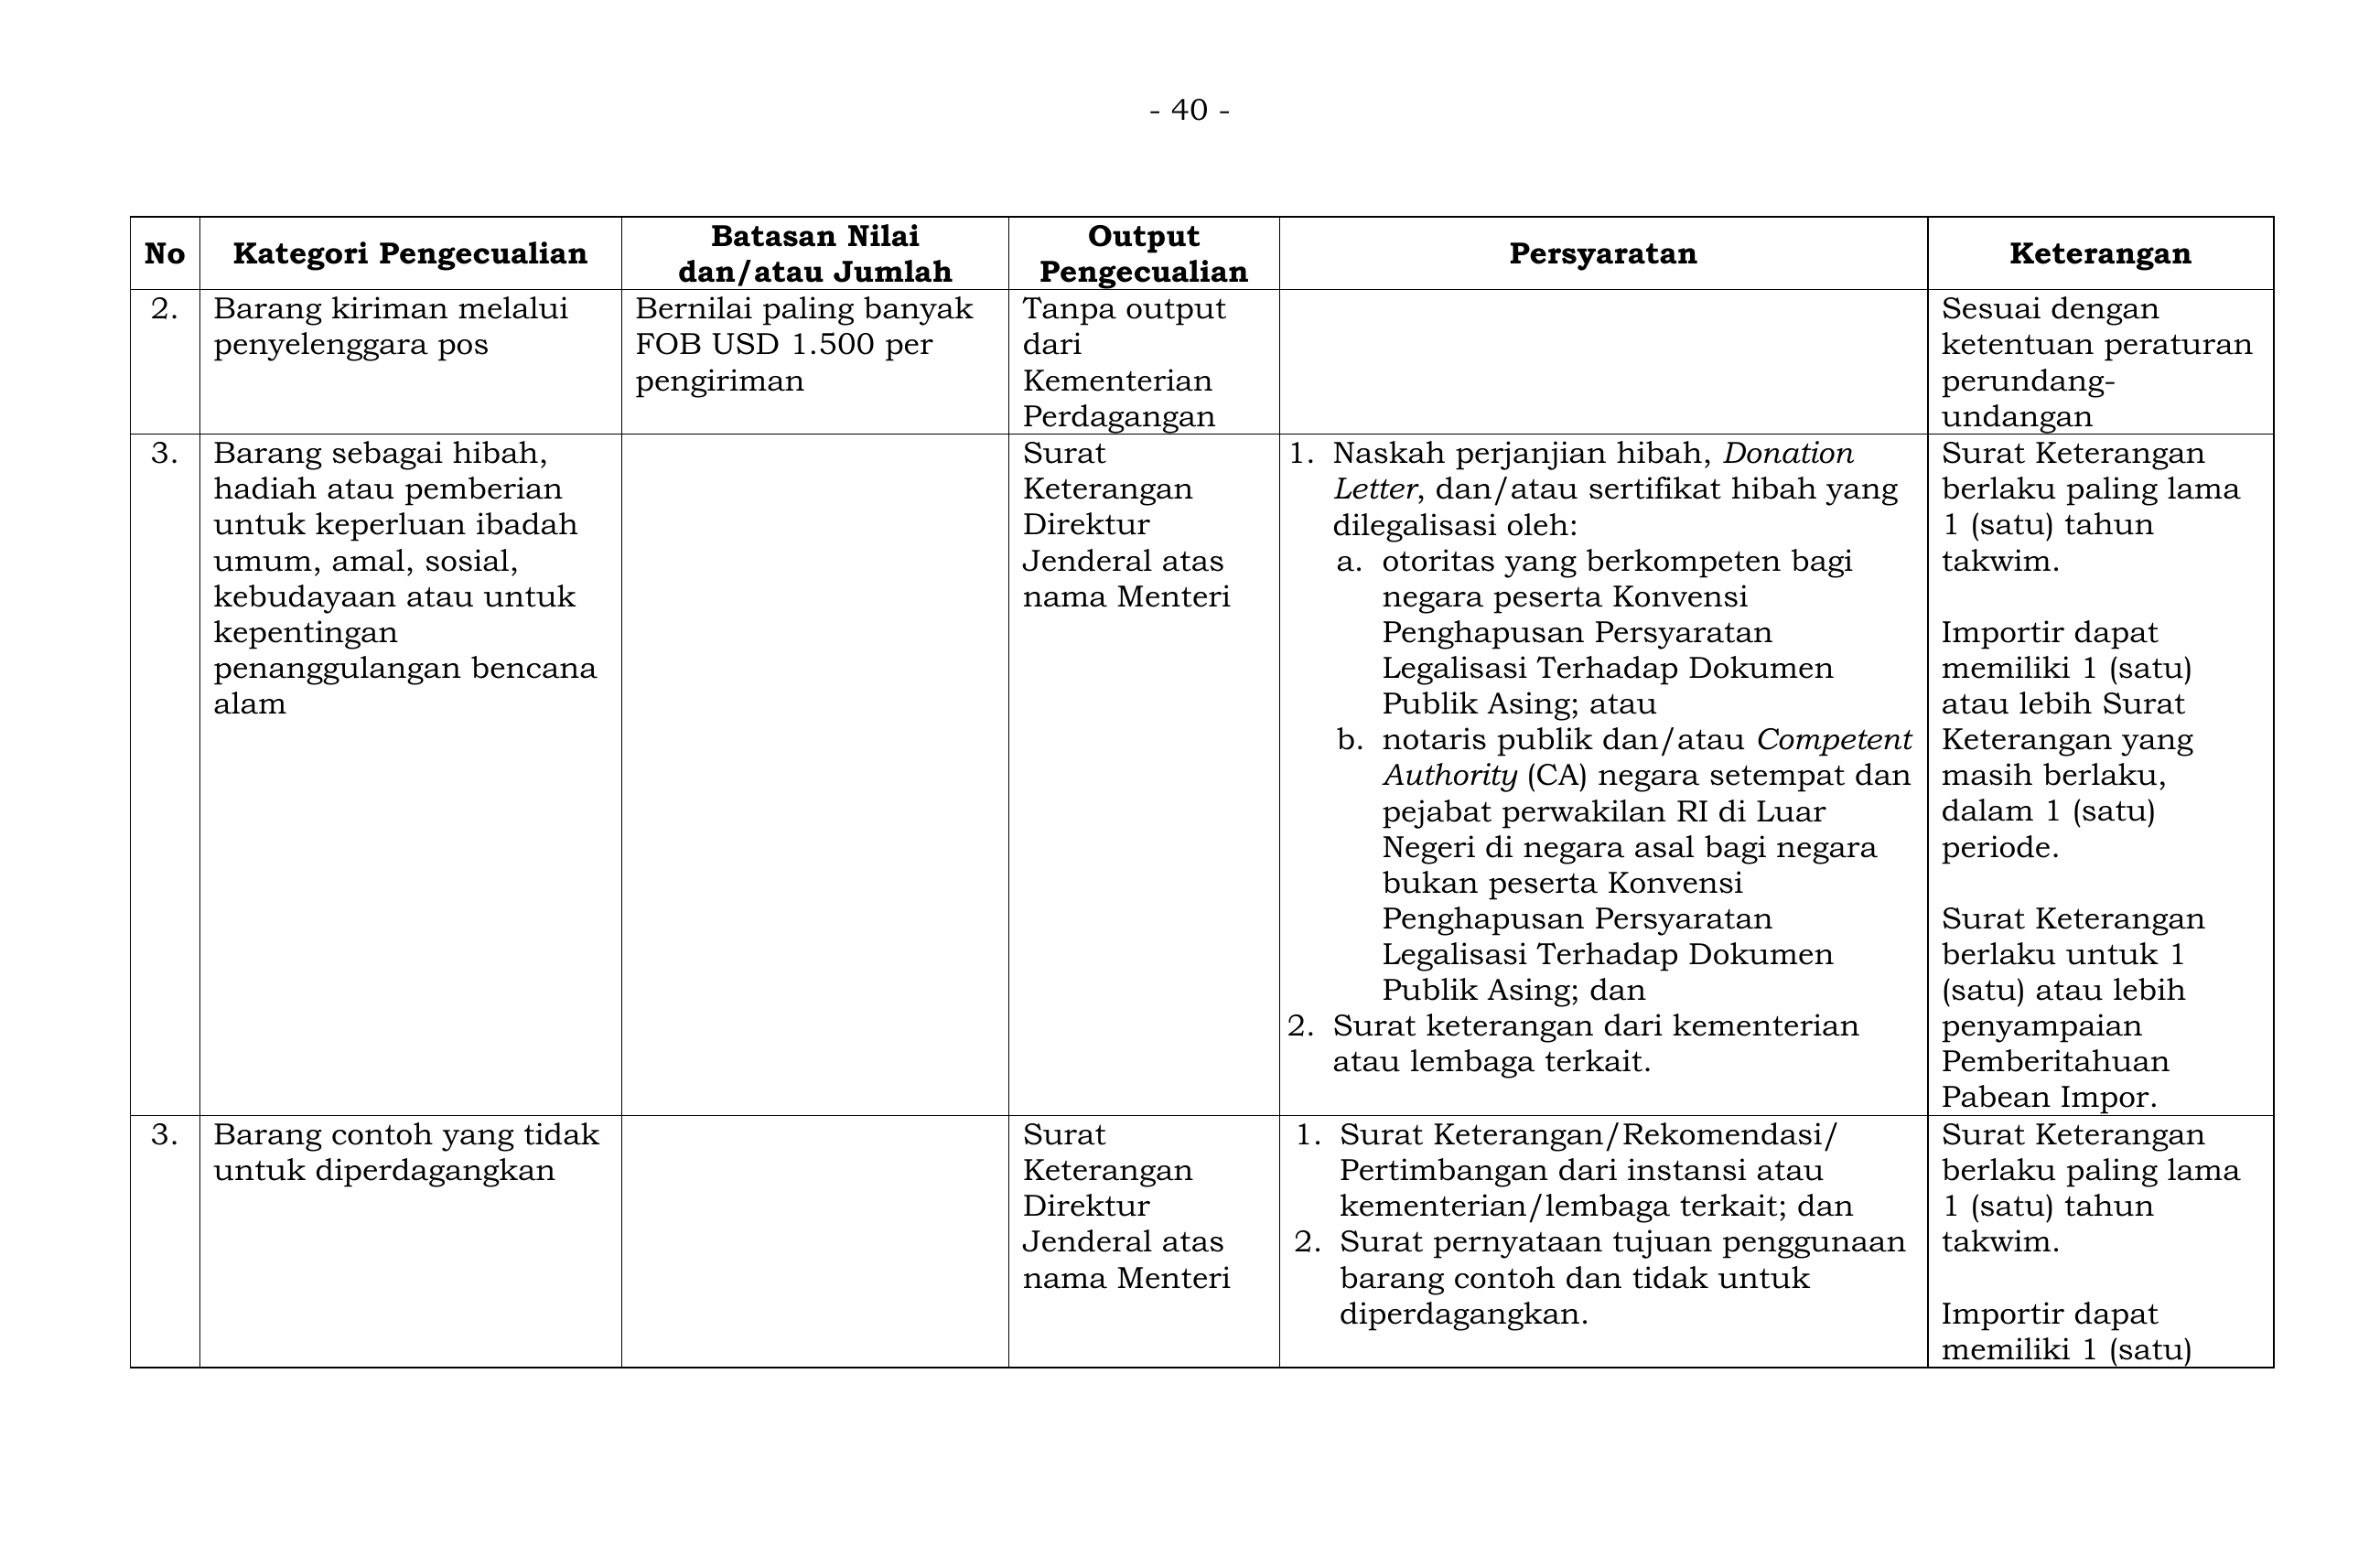 - 40 -
No
Kategori Pengecualian
Batasan Nilai
dan/atau Jumlah
Output
Pengecualian
Persyaratan
Keterangan
2.
Barang kiriman melalui
penyelenggara pos
Bernilai paling banyak
FOB USD 1.500 per
pengiriman
Tanpa output
dari
Kementerian
Perdagangan
Sesuai dengan
ketentuan peraturan
perundang-
undangan
3.
Barang sebagai hibah,
hadiah atau pemberian
untuk keperluan ibadah
umum, amal, sosial,
kebudayaan atau untuk
kepentingan
penanggulangan bencana
alam
Surat
Keterangan
Direktur
Jenderal atas
nama Menteri
1. Naskah perjanjian hibah, Donation
Letter, dan/atau sertifikat hibah yang
dilegalisasi oleh:
a. otoritas yang berkompeten bagi
negara peserta Konvensi
Penghapusan Persyaratan
Legalisasi Terhadap Dokumen
Publik Asing; atau
b. notaris publik dan/atau Competent
Authority (CA) negara setempat dan
pejabat perwakilan RI di Luar
Negeri di negara asal bagi negara
bukan peserta Konvensi
Penghapusan Persyaratan
Legalisasi Terhadap Dokumen
Publik Asing; dan
2. Surat keterangan dari kementerian
atau lembaga terkait.
Surat Keterangan
berlaku paling lama
1 (satu) tahun
takwim.
Importir dapat
memiliki 1 (satu)
atau lebih Surat
Keterangan yang
masih berlaku,
dalam 1 (satu)
periode.
Surat Keterangan
berlaku untuk 1
(satu) atau lebih
penyampaian
Pemberitahuan
Pabean Impor.
3.
Barang contoh yang tidak
untuk diperdagangkan
Surat
Keterangan
Direktur
Jenderal atas
nama Menteri
1. Surat Keterangan/Rekomendasi/
Pertimbangan dari instansi atau
kementerian/lembaga terkait; dan
2. Surat pernyataan tujuan penggunaan
barang contoh dan tidak untuk
diperdagangkan.
Surat Keterangan
berlaku paling lama
1 (satu) tahun
takwim.
Importir dapat
memiliki 1 (satu)